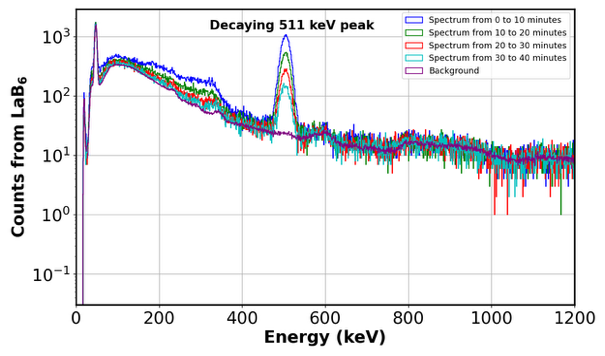 Decaying 511 keV peak
Spectrum from 0 to 10 minutes
Spectrum from 10 to 20 minutes
Spectrum from 20 to 30 minutes
Spectrum from 30 to 40 minutes
Background
Counts from LaB₆
10³
10²
10¹
10⁰
10⁻¹
0 200 400 600 800 1000 1200
Energy (keV)